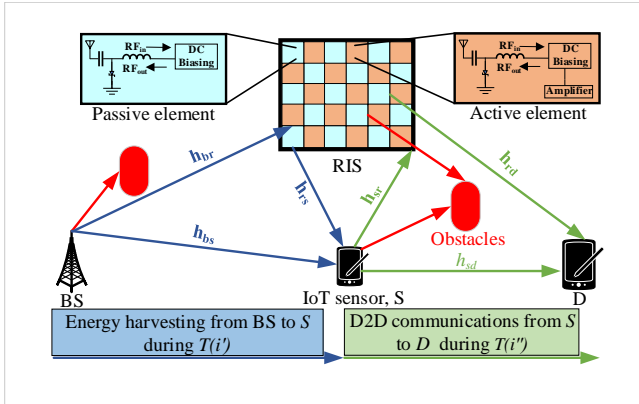 RF_in
RF_out
DC
Biasing
Passive element
RF_in
RF_out
DC
Biasing
Amplifier
Active element
RIS
h_br
h_rs
h_sr
h_rd
h_bs
Obstacles
h_sd
BS
IoT sensor, S
D
Energy harvesting from BS to S
during T(i')
D2D communications from S
to D during T(i'')